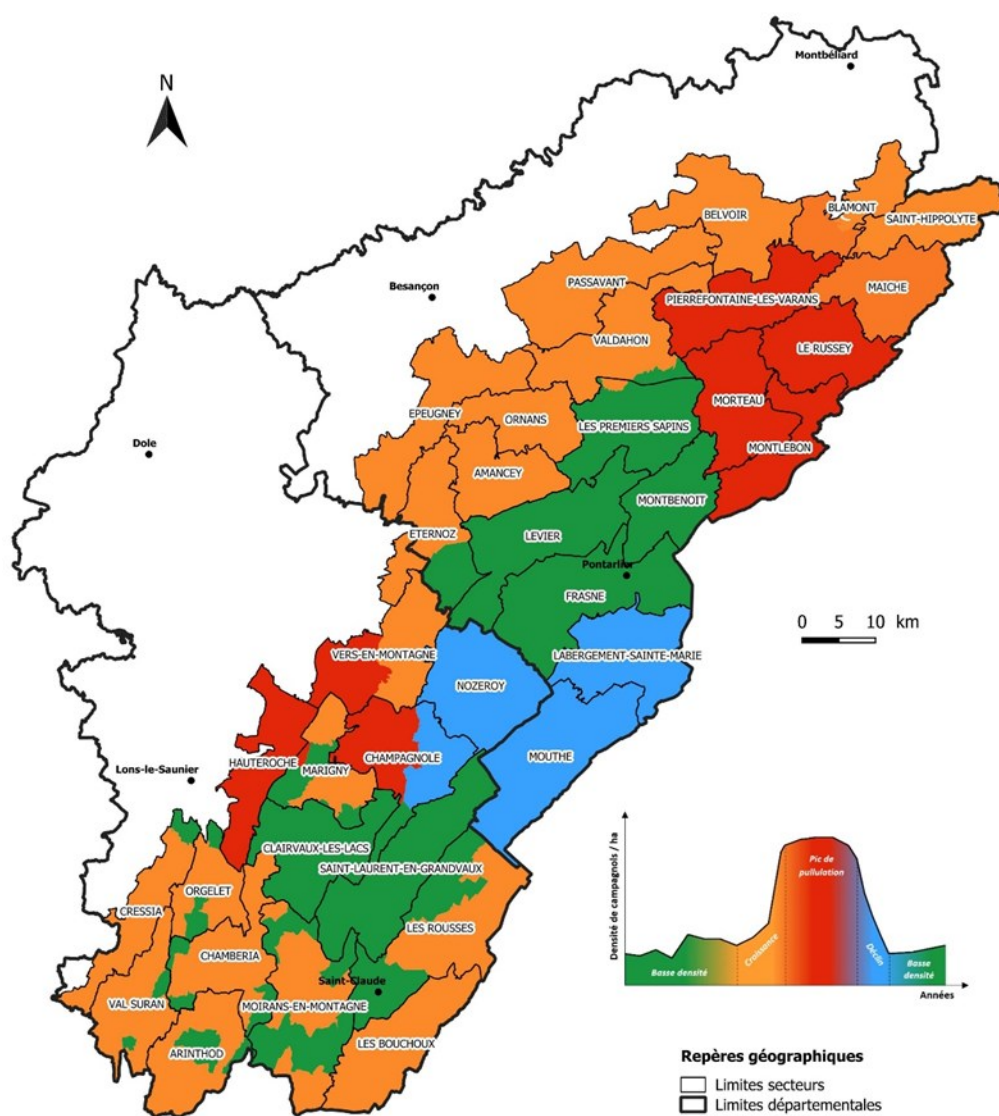 Montbéliard
N
BLAMONT
BELVOIR
SAINT-HIPPOLYTE
PASSAVANT
Besançon
MAICHE
PIERREFONTAINE-LES-VARANS
VALDAHON
LE RUSSEY
MORTEAU
EPEUGNEY
ORNANS
LES PREMIERS SAPINS
Dole
MONTLEBON
AMANCEY
MONTBENOIT
ETERNOZ
LEVIER
Pontarlier
FRASNE
0 5 10 km
VERS-EN-MONTAGNE
LABERGEMENT-SAINTE-MARIE
NOZEROY
CHAMPAGNOLE
MOUTHE
HAUTEROCHE
MARIGNY
Lons-le-Saunier
CLAIRVAUX-LES-LACS
SAINT-LAURENT-EN-GRANDVAUX
ORGELET
CRESSIA
LES ROUSSES
CHAMBERIA
Saint-Claude
VAL SURAN
MOIRANS-EN-MONTAGNE
LES BOUCHOUX
ARINTHOD
Densité de campagnols / ha
Pic de
pullulation
Croissance
Déclin
Basse densité
Basse
densité
Années
Repères géographiques
Limites secteurs
Limites départementales